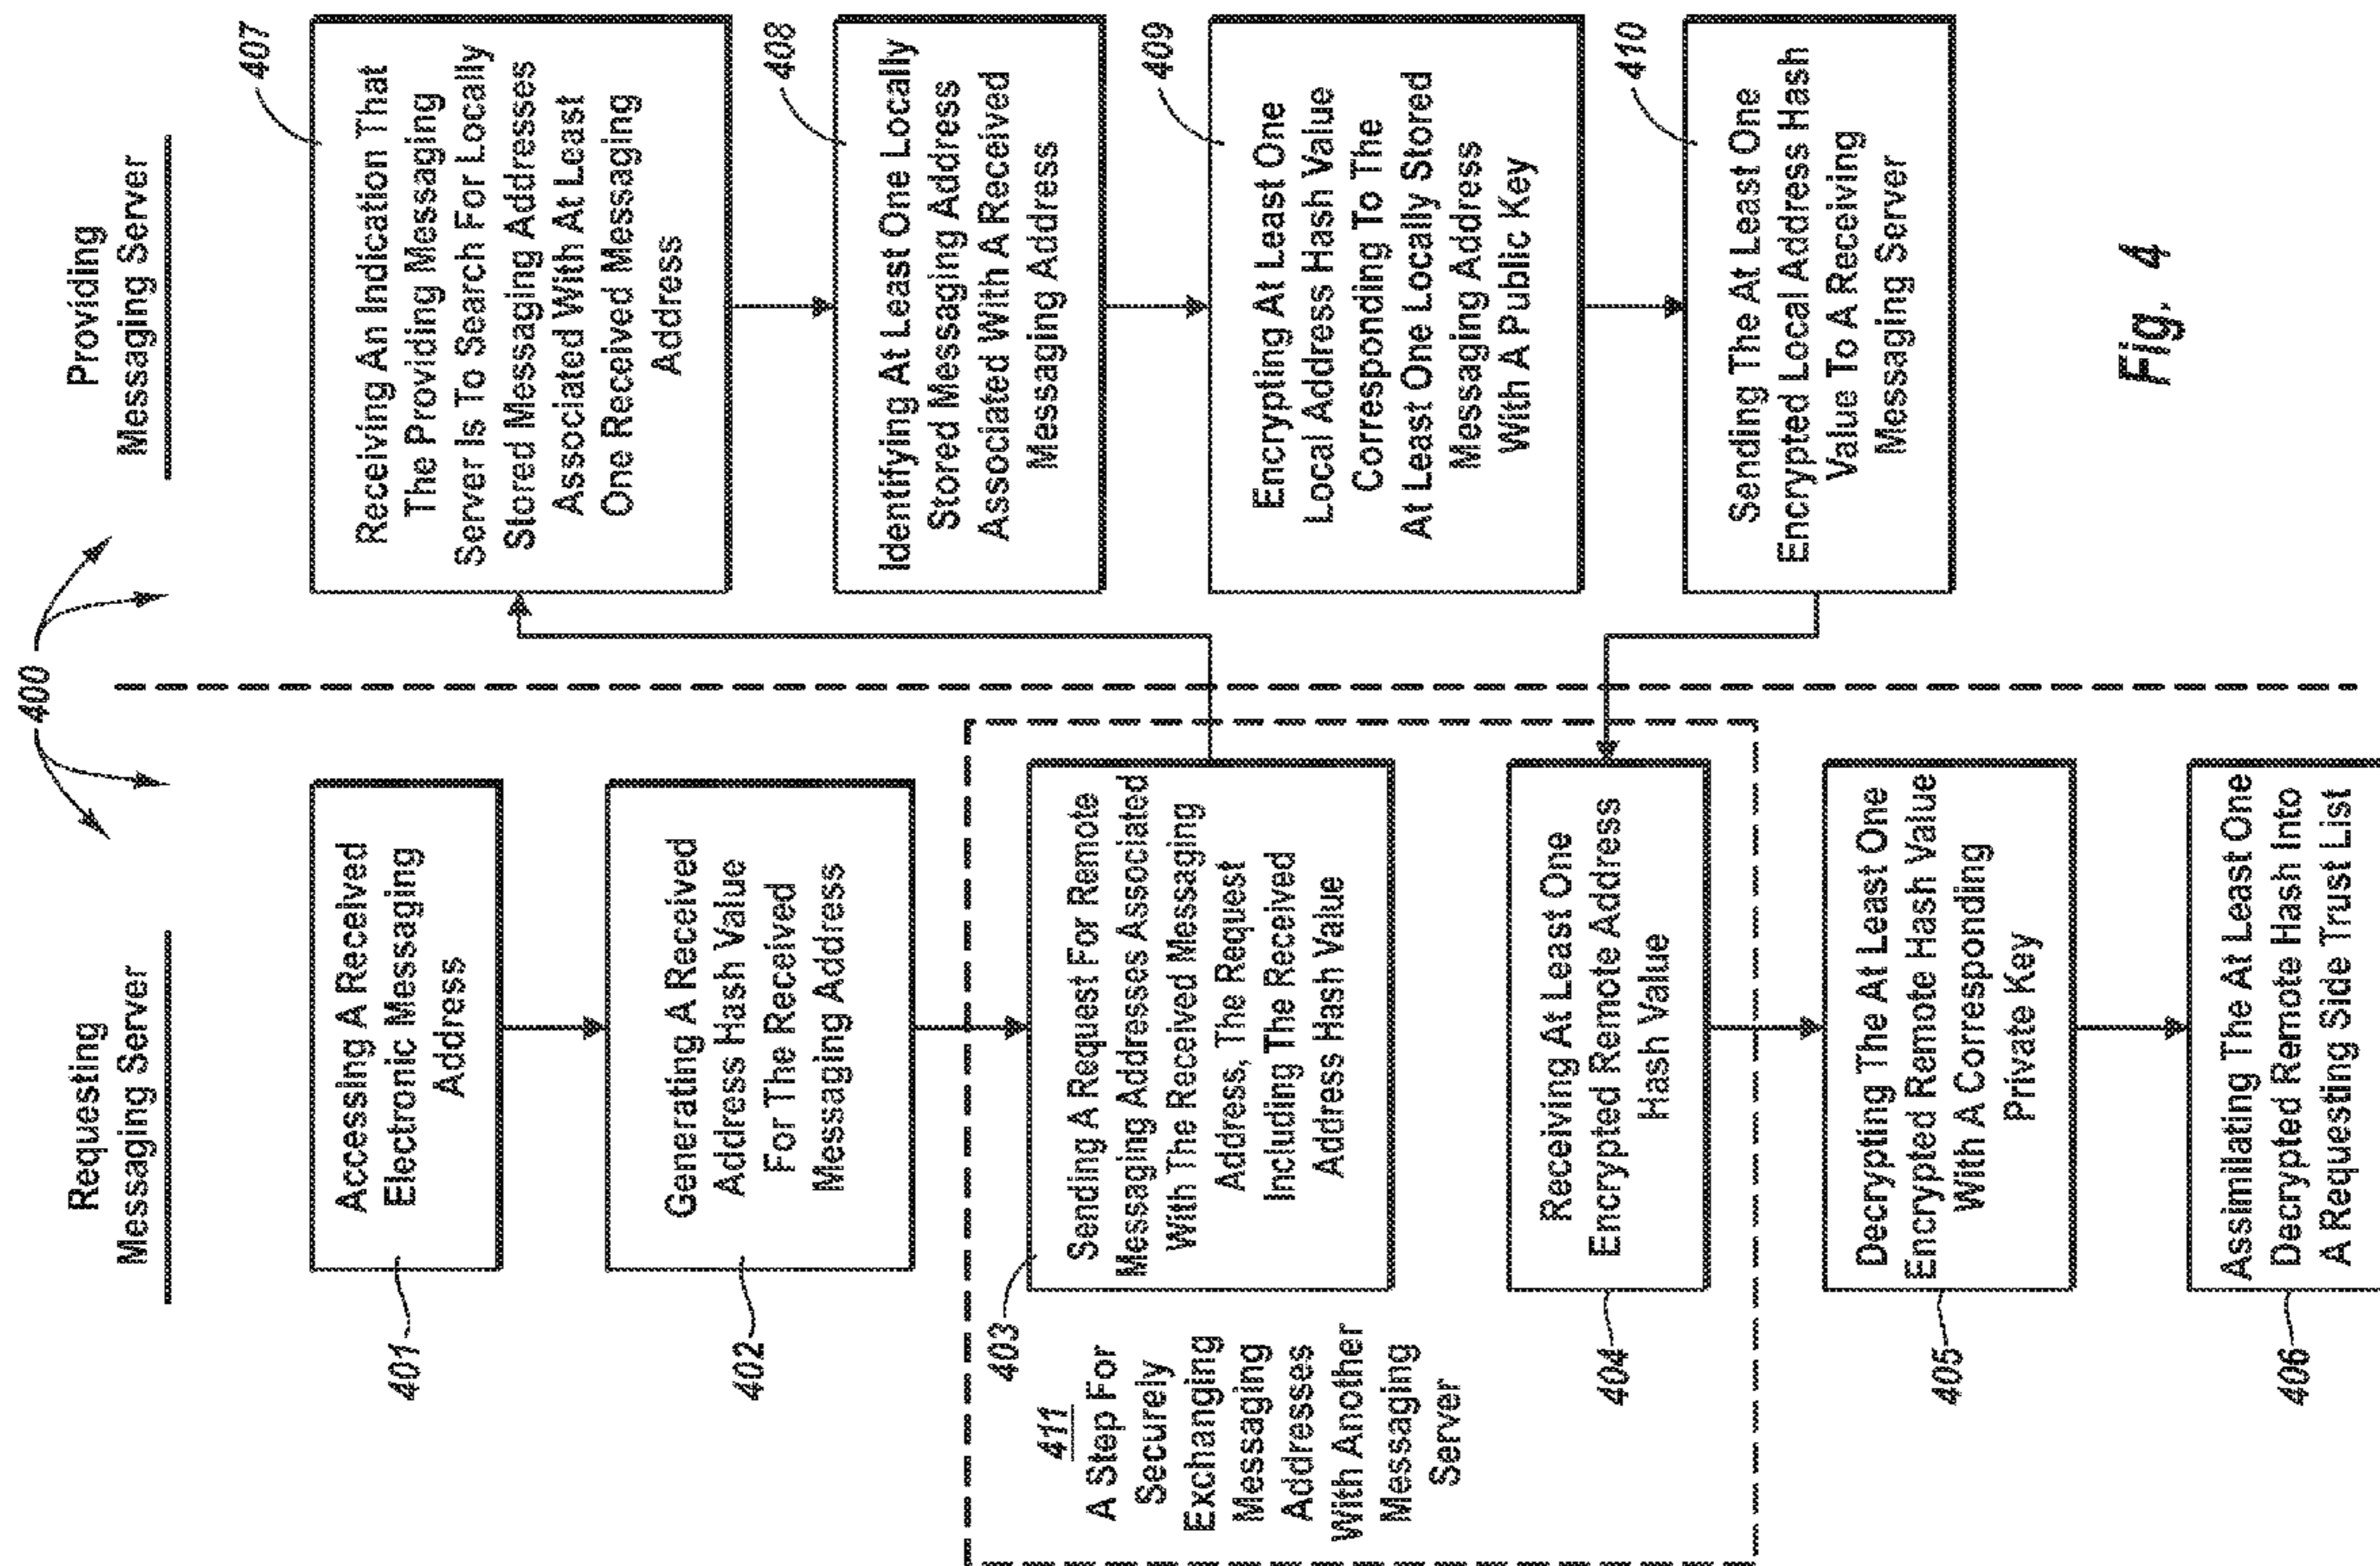 400
Requesting
Messaging Server
401
Accessing A Received
Electronic Messaging
Address
402
Generating A Received
Address Hash Value
For The Received
Messaging Address
411
A Step For
Securely
Exchanging
Messaging
Addresses
With Another
Messaging
Server
403
Sending A Request For Remote
Messaging Addresses Associated
With The Received Messaging
Address, The Request
Including The Received
Address Hash Value
404
Receiving At Least One
Encrypted Remote Address
Hash Value
405
Decrypting The At Least One
Encrypted Remote Hash Value
With A Corresponding
Private Key
406
Assimilating The At Least One
Decrypted Remote Hash Into
A Requesting Side Trust List
Providing
Messaging Server
407
Receiving An Indication That
The Providing Messaging
Server Is To Search For Locally
Stored Messaging Addresses
Associated With At Least
One Received Messaging
Address
408
Identifying At Least One Locally
Stored Messaging Address
Associated With A Received
Messaging Address
409
Encrypting At Least One
Local Address Hash Value
Corresponding To The
At Least One Locally Stored
Messaging Address
With A Public Key
410
Sending The At Least One
Encrypted Local Address Hash
Value To A Receiving
Messaging Server
Fig. 4